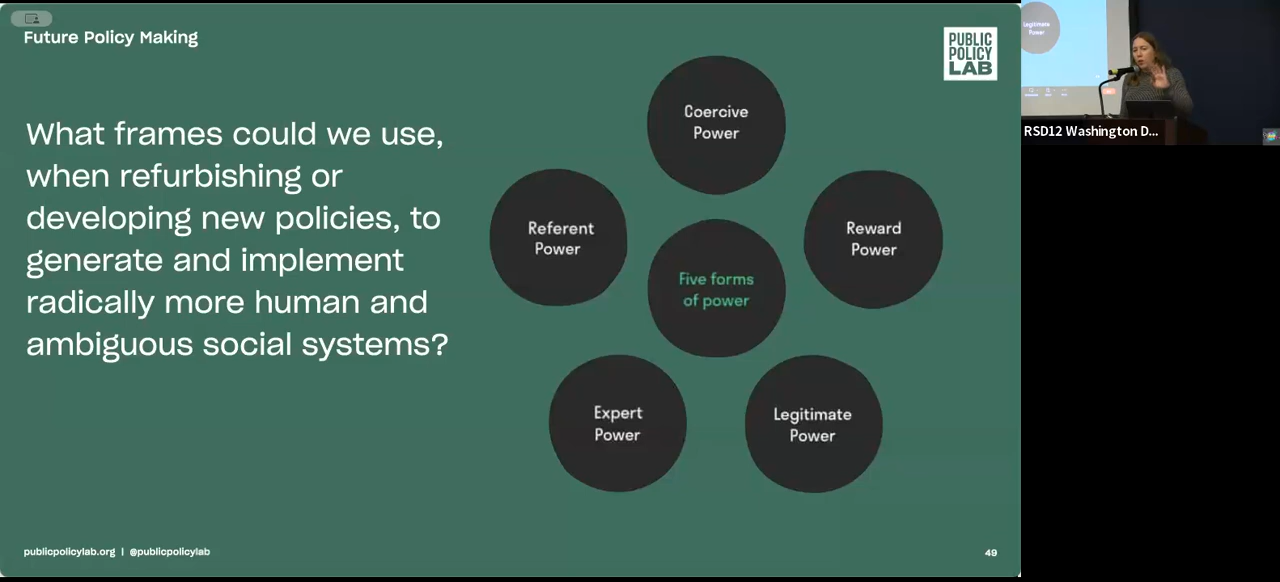 Future Policy Making
PUBLIC
POLICY
LAB
What frames could we use,
when refurbishing or
developing new policies, to
generate and implement
radically more human and
ambiguous social systems?
Coercive
Power
Referent
Power
Reward
Power
Five forms
of power
Expert
Power
Legitimate
Power
publicpolicylab.org | @publicpolicylab
49
Legitimate
Power
RSD12 Washington D...